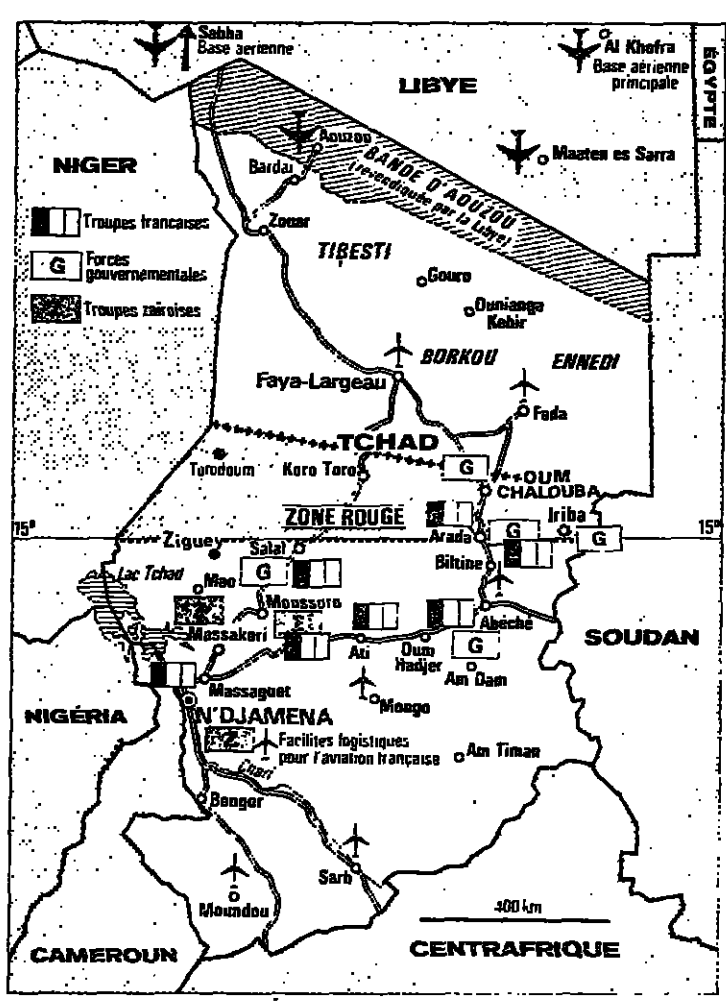 Sabha
Base aérienne
Al Khofra
Base aérienne
principale
ÉGYPTE
LIBYE
NIGER
Aouzou
Bardai
BANDE D'AOUZOU
(revendiquée par la Libye)
Maaten es Sarra
Troupes françaises
Zouar
G
Forces
gouvernementales
TIBESTI
Gouro
Ounianga
Kebir
Troupes zaïroises
BORKOU
ENNEDI
Faya-Largeau
Fada
TCHAD
Torodoum
Koro Toro
G
OUM
CHALOUBA
ZONE ROUGE
Iriba
15°
15°
Ziguey
Salal
Arada
G
G
Biltine
Lac Tchad
Mao
G
Moussoro
Abéché
SOUDAN
Massakori
Ati
Oum
Hadjer
G
Am Dam
Massaguet
Mongo
NIGÉRIA
N'DJAMENA
Z
Facilités logistiques
pour l'aviation française
Am Timan
Chari
Bongor
Sarh
Moundou
400 km
CAMEROUN
CENTRAFRIQUE